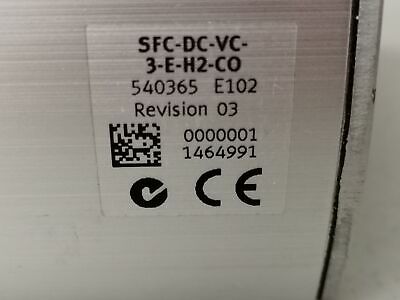 SFC-DC-VC-
3-E-H2-CO
540365 E102
Revision 03
0000001
1464991
CE